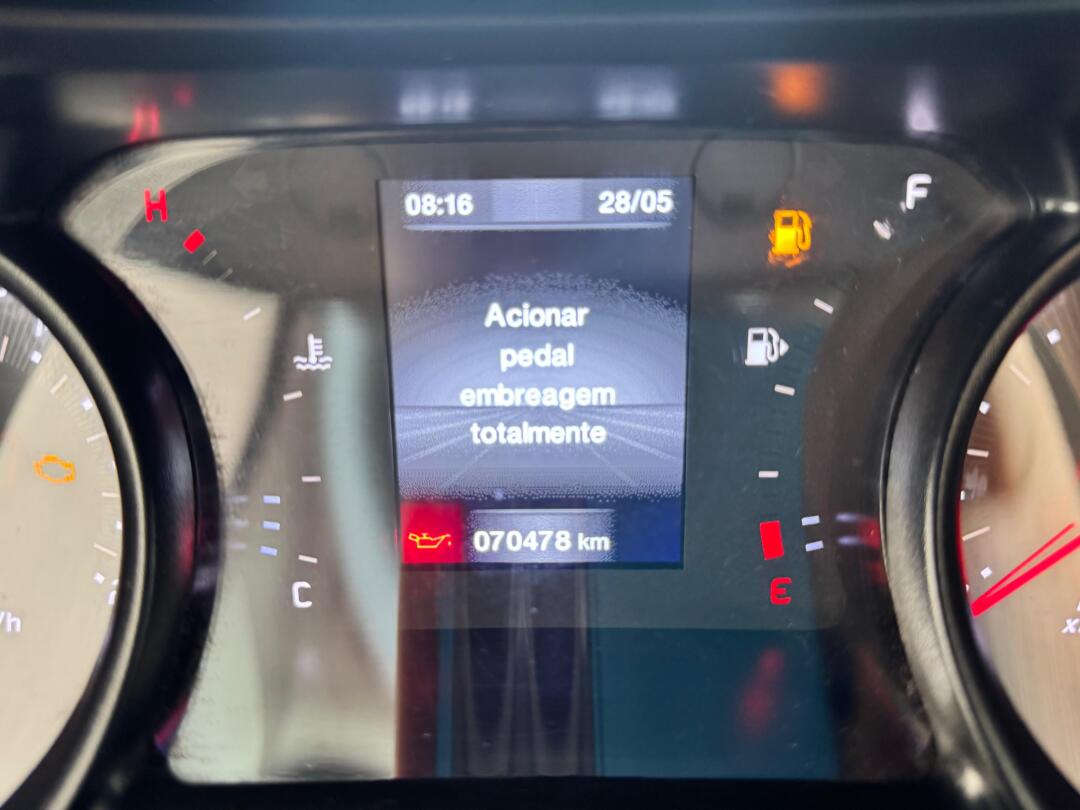 H
08:16 28/05
F
Acionar
pedal
embreagem
totalmente
070478 km
C
E